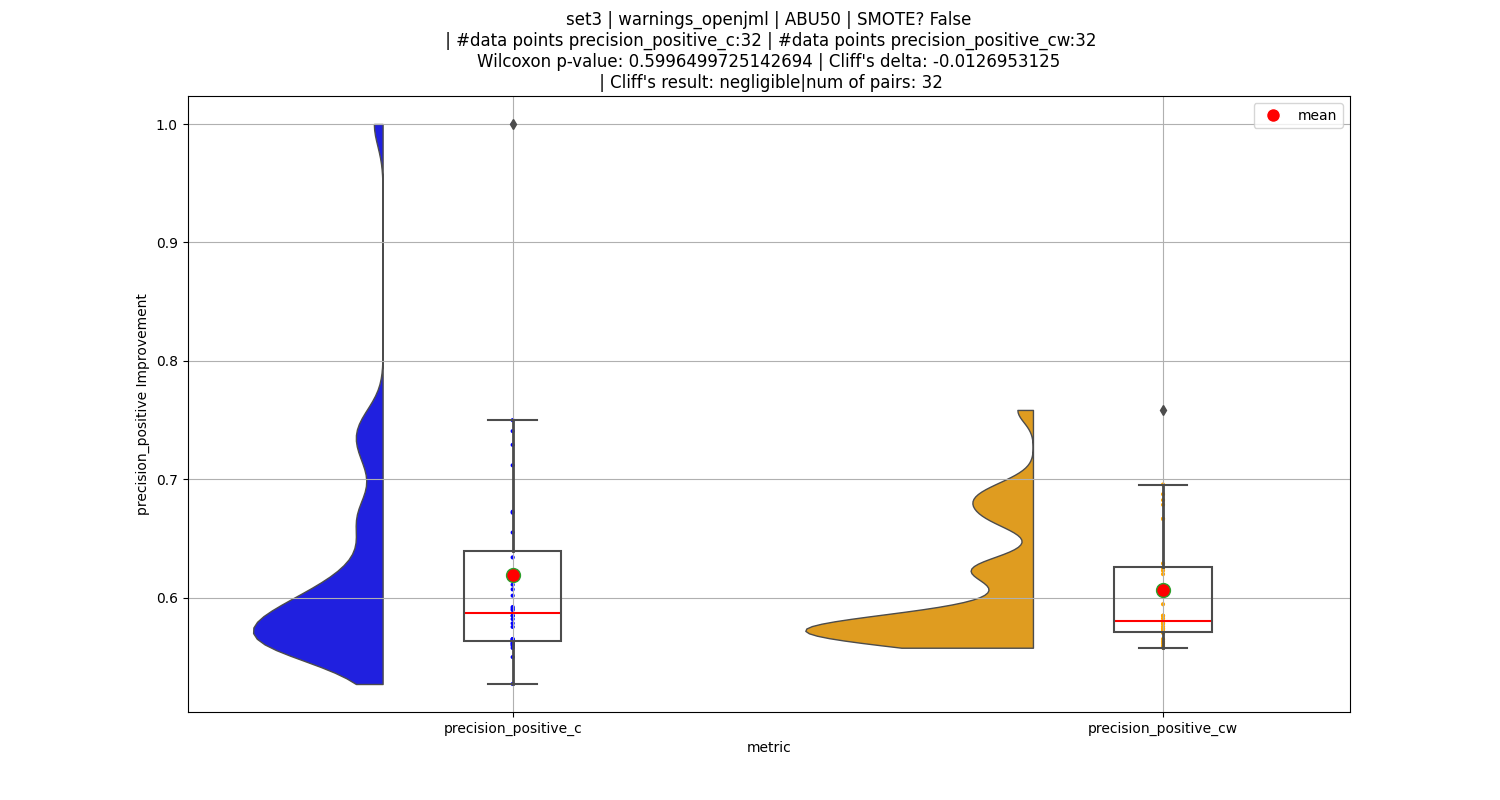 set3 | warnings_openjml | ABU50 | SMOTE? False
| #data points precision_positive_c:32 | #data points precision_positive_cw:32
Wilcoxon p-value: 0.5996499725142694 | Cliff's delta: -0.0126953125
| Cliff's result: negligible|num of pairs: 32
mean
1.0
0.9
0.8
0.7
0.6
precision_positive Improvement
precision_positive_c
precision_positive_cw
metric